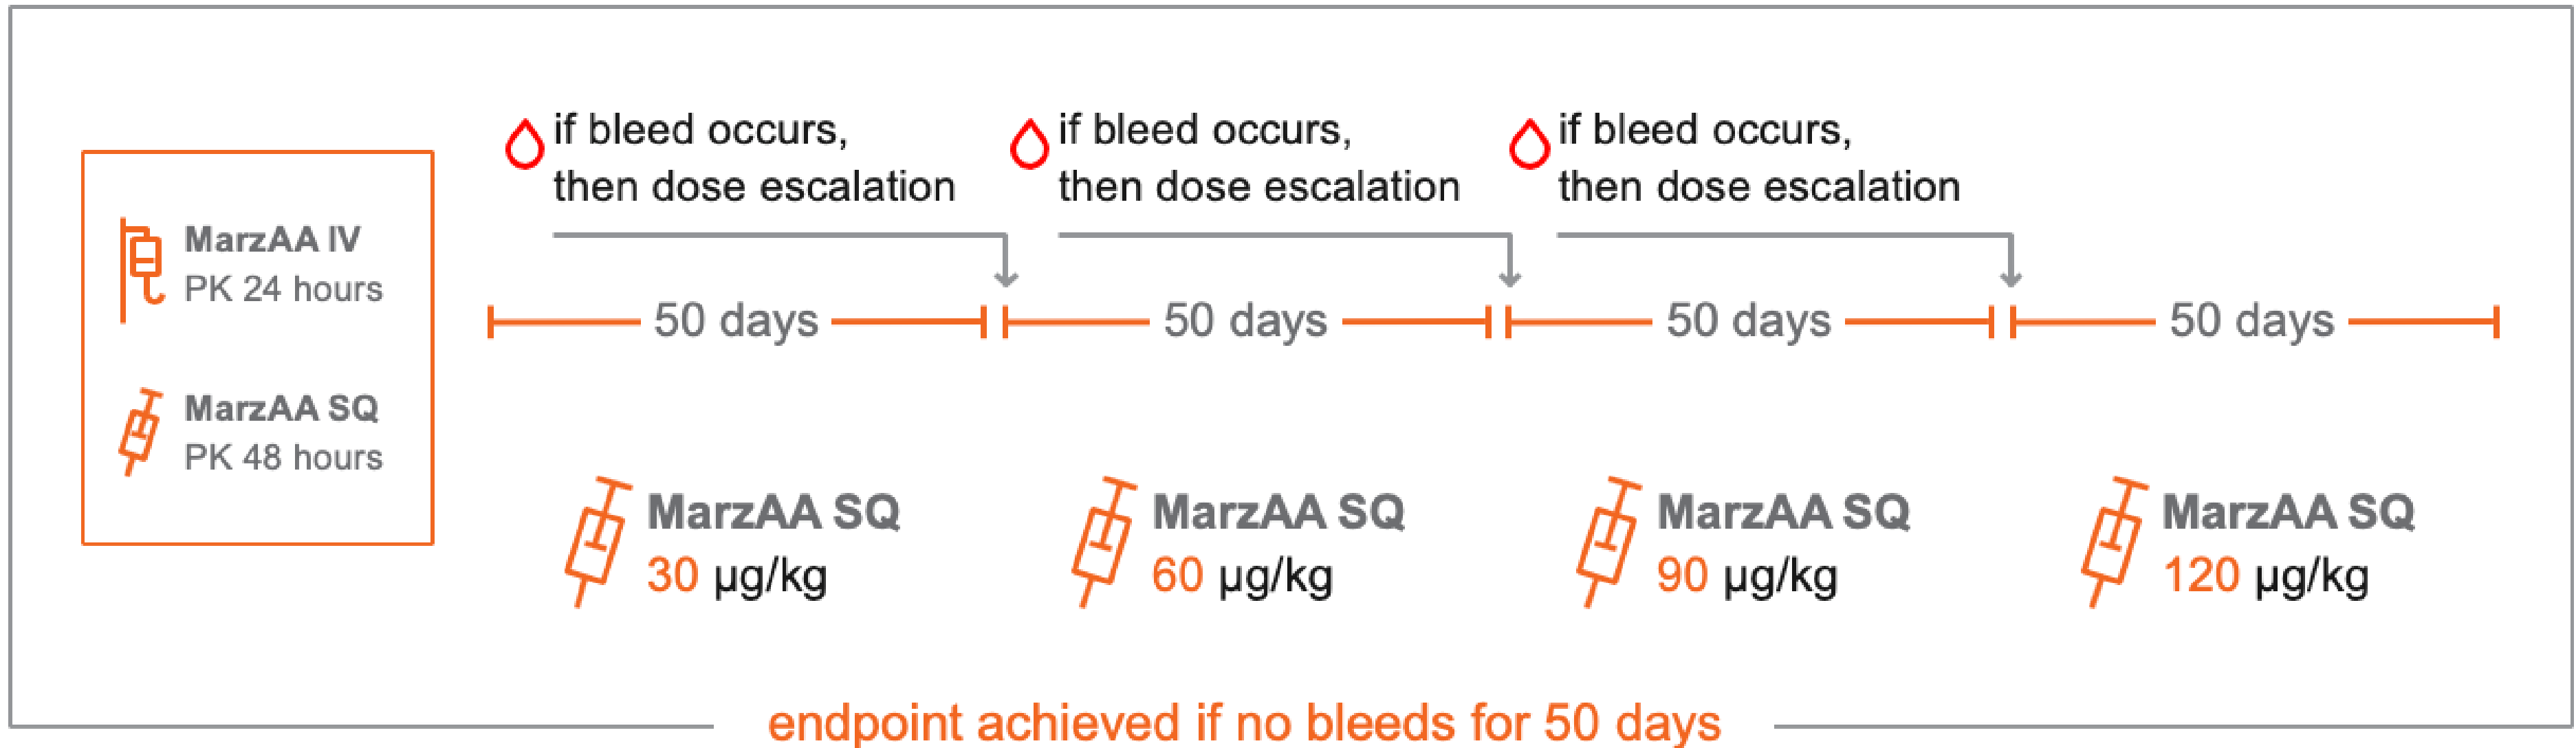 MarzAA IV
PK 24 hours
MarzAA SQ
PK 48 hours
if bleed occurs,
then dose escalation
if bleed occurs,
then dose escalation
if bleed occurs,
then dose escalation
50 days
50 days
50 days
50 days
MarzAA SQ
30 µg/kg
MarzAA SQ
60 µg/kg
MarzAA SQ
90 µg/kg
MarzAA SQ
120 µg/kg
endpoint achieved if no bleeds for 50 days